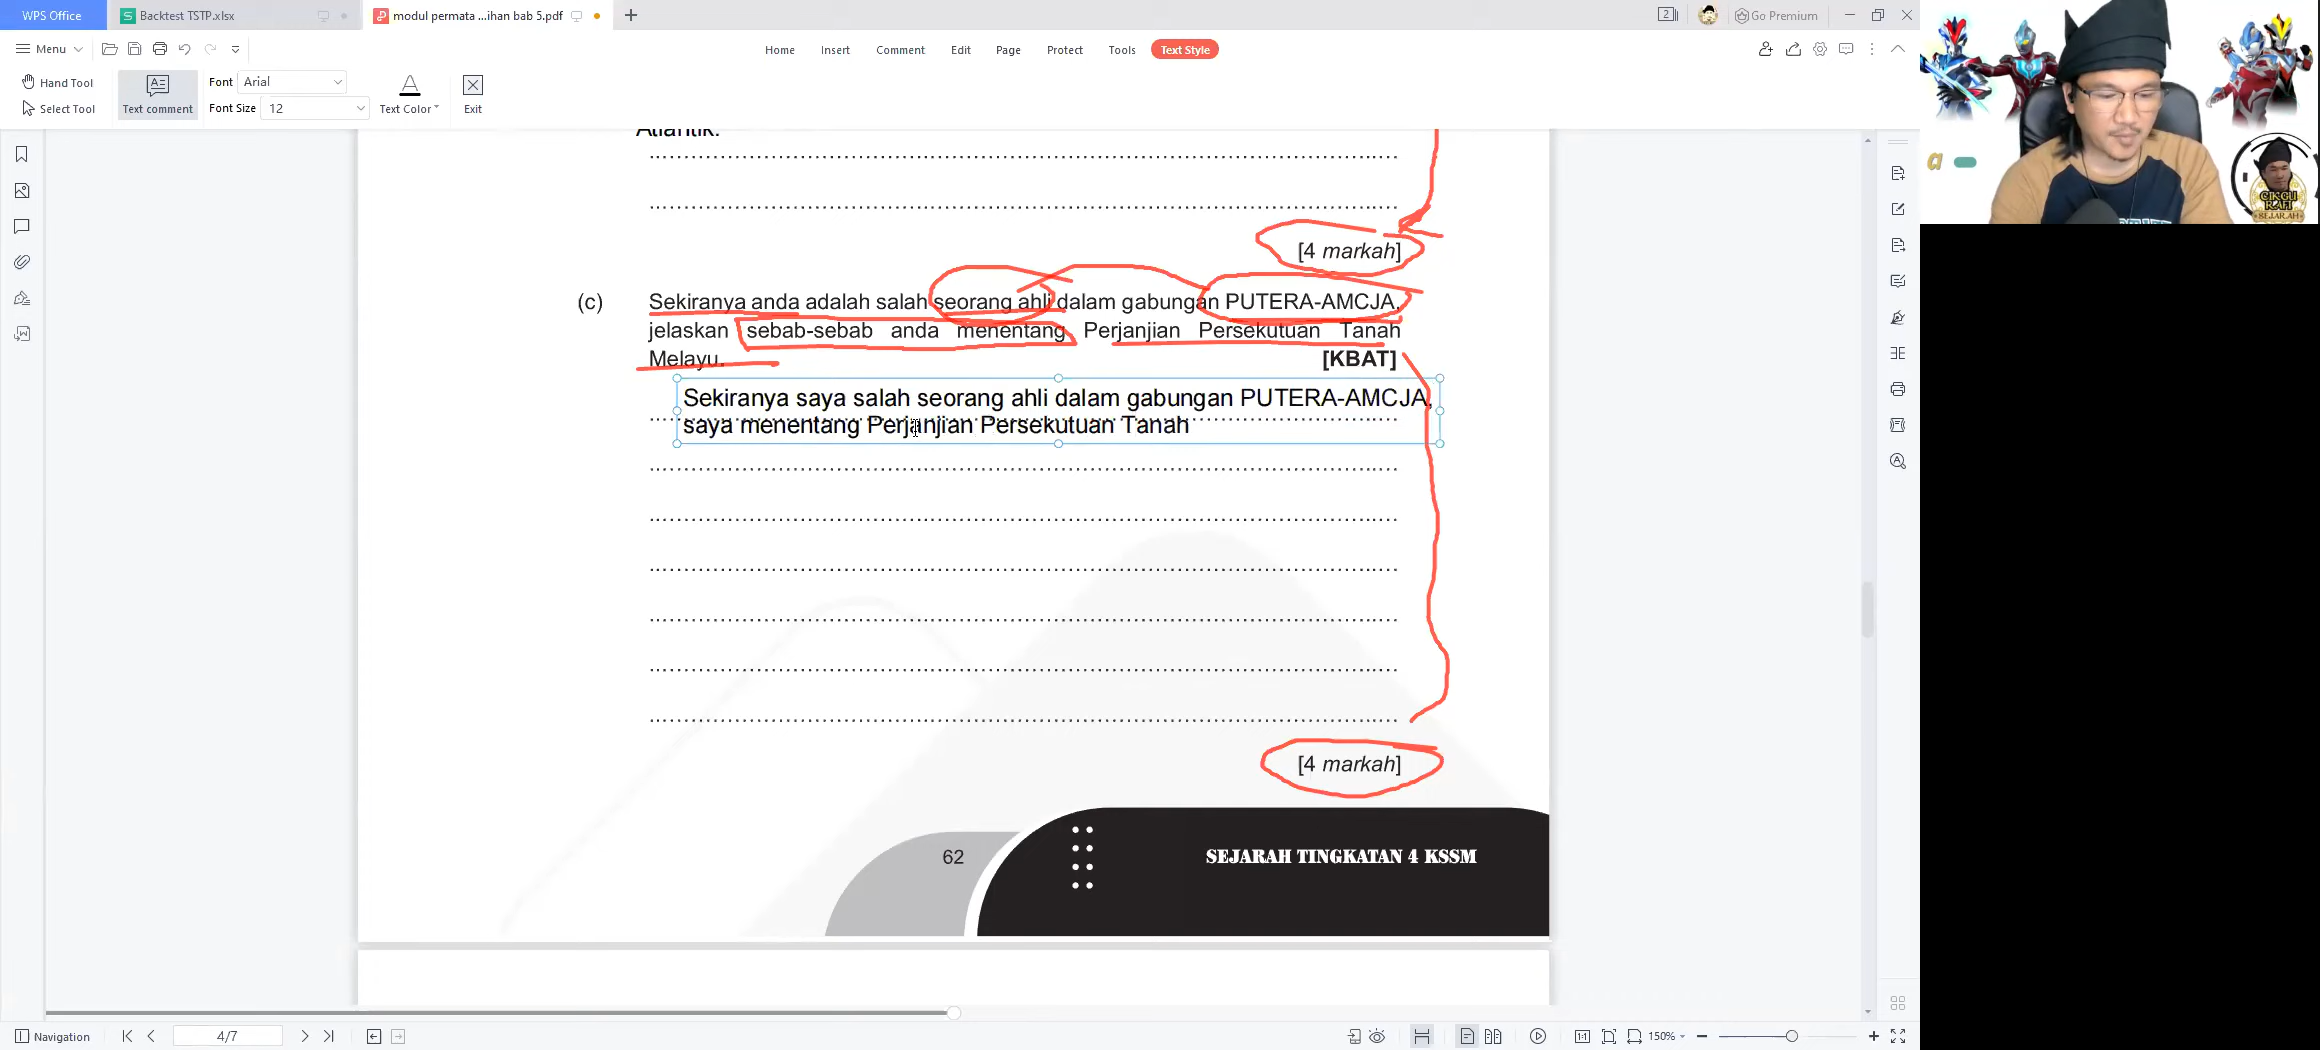 WPS Office
Backtest TSTP.xlsx
modul permata ...ihan bab 5.pdf
2
Go Premium
Menu
Home Insert Comment Edit Page Protect Tools Text Style
Hand Tool
Select Tool
Text comment
Font Arial
Font Size 12
Text Color
Exit
Atlantik.
[4 markah]
(c) Sekiranya anda adalah salah seorang ahli dalam gabungan PUTERA-AMCJA,
jelaskan sebab-sebab anda menentang Perjanjian Persekutuan Tanah
Melayu. [KBAT]
Sekiranya saya salah seorang ahli dalam gabungan PUTERA-AMCJA,
saya menentang Perjanjian Persekutuan Tanah
[4 markah]
62
SEJARAH TINGKATAN 4 KSSM
CIKGU
RAFI
SEJARAH
Navigation
4/7
1:1
150%